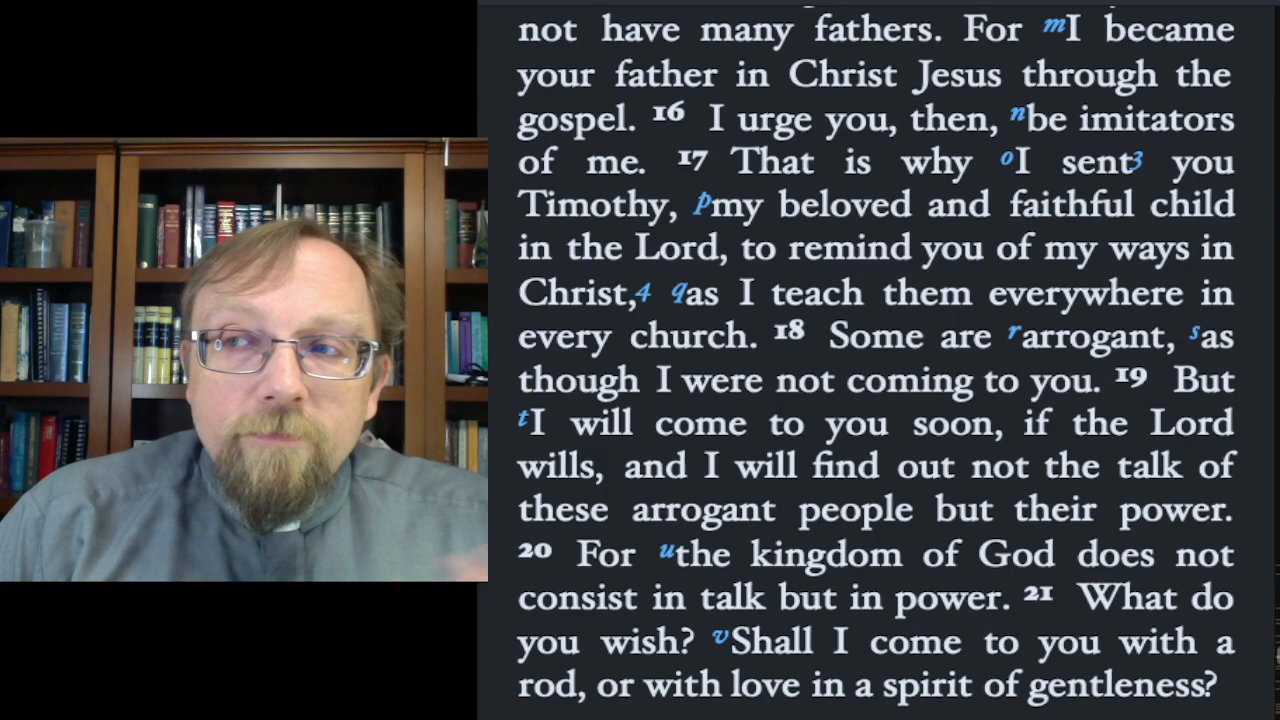 not have many fathers. For mI became
your father in Christ Jesus through the
gospel. 16 I urge you, then, nbe imitators
of me. 17 That is why oI sent3 you
Timothy, pmy beloved and faithful child
in the Lord, to remind you of my ways in
Christ,4 qas I teach them everywhere in
every church. 18 Some are rarrogant, sas
though I were not coming to you. 19 But
tI will come to you soon, if the Lord
wills, and I will find out not the talk of
these arrogant people but their power.
20 For uthe kingdom of God does not
consist in talk but in power. 21 What do
you wish? vShall I come to you with a
rod, or with love in a spirit of gentleness?